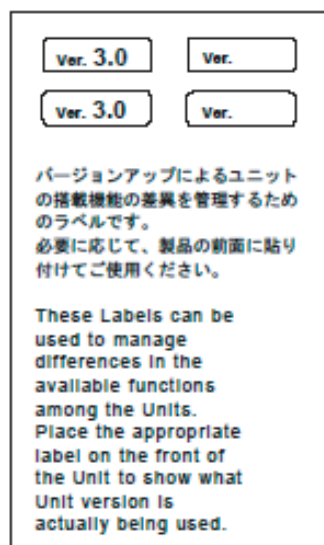 Ver. 3.0 Ver.
Ver. 3.0 Ver.
バージョンアップによるユニット
の搭載機能の差異を管理するため
のラベルです。
必要に応じて、製品の前面に貼り
付けてご使用ください。
These Labels can be
used to manage
differences in the
available functions
among the Units.
Place the appropriate
label on the front of
the Unit to show what
Unit version is
actually being used.